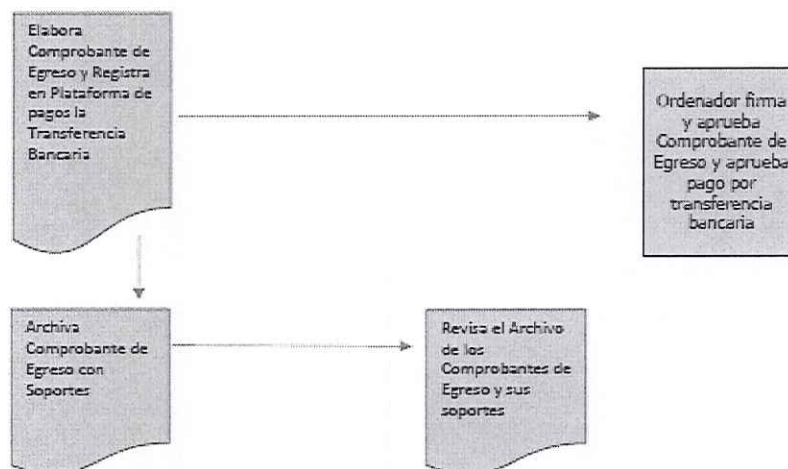 Elabora
Comprobante de
Egreso y Registra
en Plataforma de
pagos la
Transferencia
Bancaria
Ordenador firma
y aprueba
Comprobante de
Egreso y aprueba
pago por
transferencia
bancaria
Archiva
Comprobante de
Egreso con
Soportes
Revisa el Archivo
de los
Comprobantes de
Egreso y sus
soportes